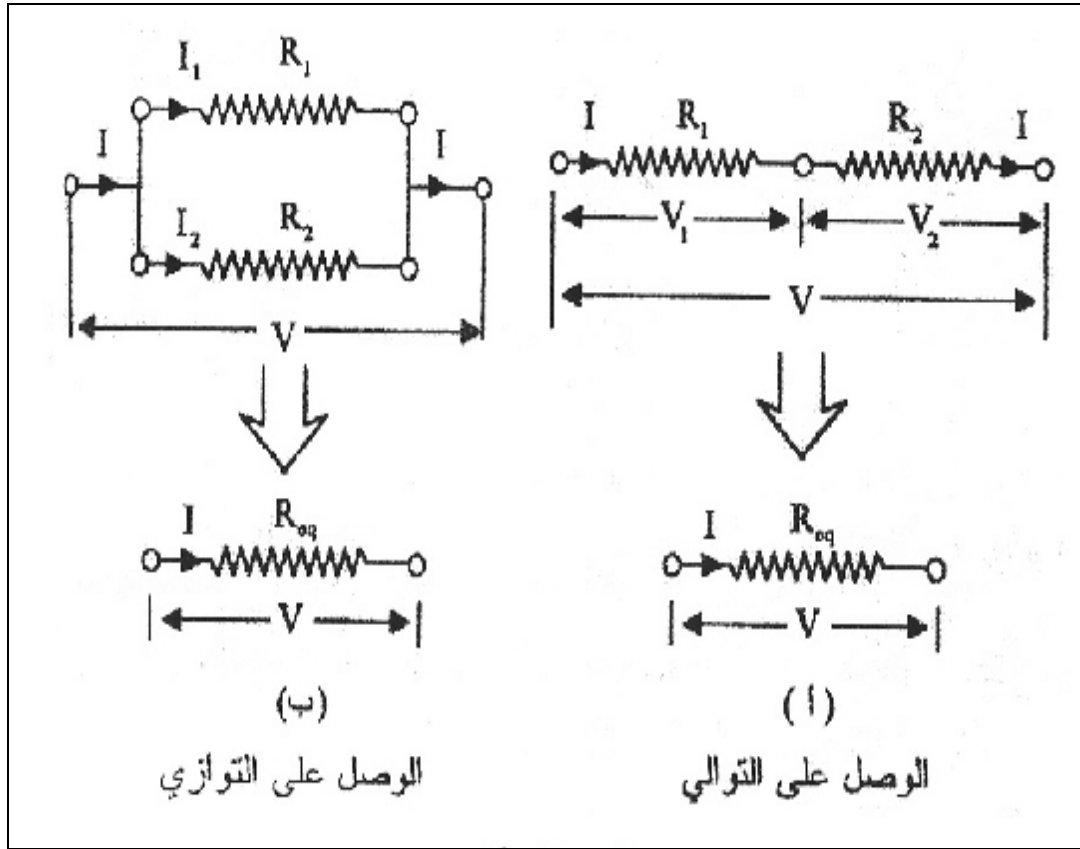 I₁ R₁
I I
I₂ R₂
V
I R₁ R₂ I
V₁ V₂
V
I Req
V
I Req
V
(أ)
(ب)
الوصل على التوالي
الوصل على التوازي